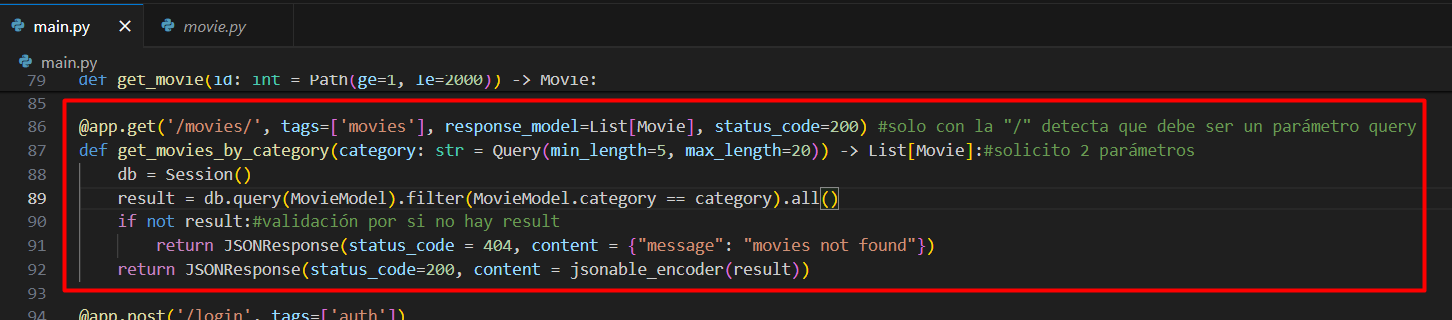 main.py
movie.py
main.py
79 def get_movie(id: int = Path(ge=1, le=2000)) -> Movie:
85
86 @app.get('/movies/', tags=['movies'], response_model=List[Movie], status_code=200) #solo con la "/" detecta que debe ser un parámetro query
87 def get_movies_by_category(category: str = Query(min_length=5, max_length=20)) -> List[Movie]:#solicito 2 parámetros
88 db = Session()
89 result = db.query(MovieModel).filter(MovieModel.category == category).all()
90 if not result:#validación por si no hay result
91 return JSONResponse(status_code = 404, content = {"message": "movies not found"})
92 return JSONResponse(status_code=200, content = jsonable_encoder(result))
93
94 @app.post('/login', tags=['auth'])